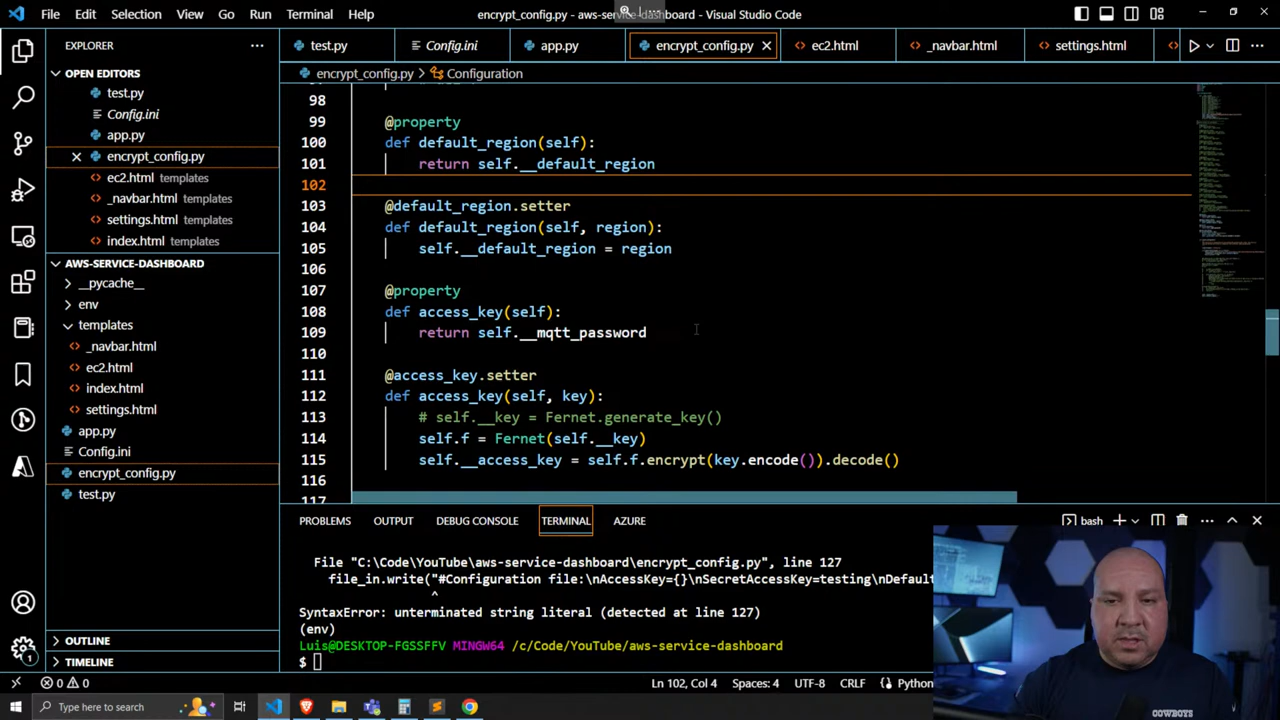 File Edit Selection View Go Run Terminal Help
encrypt_config.py - aws-service-dashboard - Visual Studio Code
EXPLORER
OPEN EDITORS
test.py
Config.ini
app.py
encrypt_config.py
ec2.html templates
_navbar.html templates
settings.html templates
index.html templates
AWS-SERVICE-DASHBOARD
__pycache__
env
templates
_navbar.html
ec2.html
index.html
settings.html
app.py
Config.ini
encrypt_config.py
test.py
OUTLINE
TIMELINE
test.py Config.ini app.py encrypt_config.py ec2.html _navbar.html settings.html
encrypt_config.py > Configuration
98
99 @property
100 def default_region(self):
101 return self.__default_region
102
103 @default_region.setter
104 def default_region(self, region):
105 self.__default_region = region
106
107 @property
108 def access_key(self):
109 return self.__mqtt_password
110
111 @access_key.setter
112 def access_key(self, key):
113 # self.__key = Fernet.generate_key()
114 self.f = Fernet(self.__key)
115 self.__access_key = self.f.encrypt(key.encode()).decode()
116
117
PROBLEMS OUTPUT DEBUG CONSOLE TERMINAL AZURE
bash
File "C:\Code\YouTube\aws-service-dashboard\encrypt_config.py", line 127
file_in.write("#Configuration file:\nAccessKey={}\nSecretAccessKey=testing\nDefau
^
SyntaxError: unterminated string literal (detected at line 127)
(env)
Luis@DESKTOP-FGSSFFV MINGW64 /c/Code/YouTube/aws-service-dashboard
$
1
0 0
Ln 102, Col 4 Spaces: 4 UTF-8 CRLF Python
Type here to search
COWBOYS